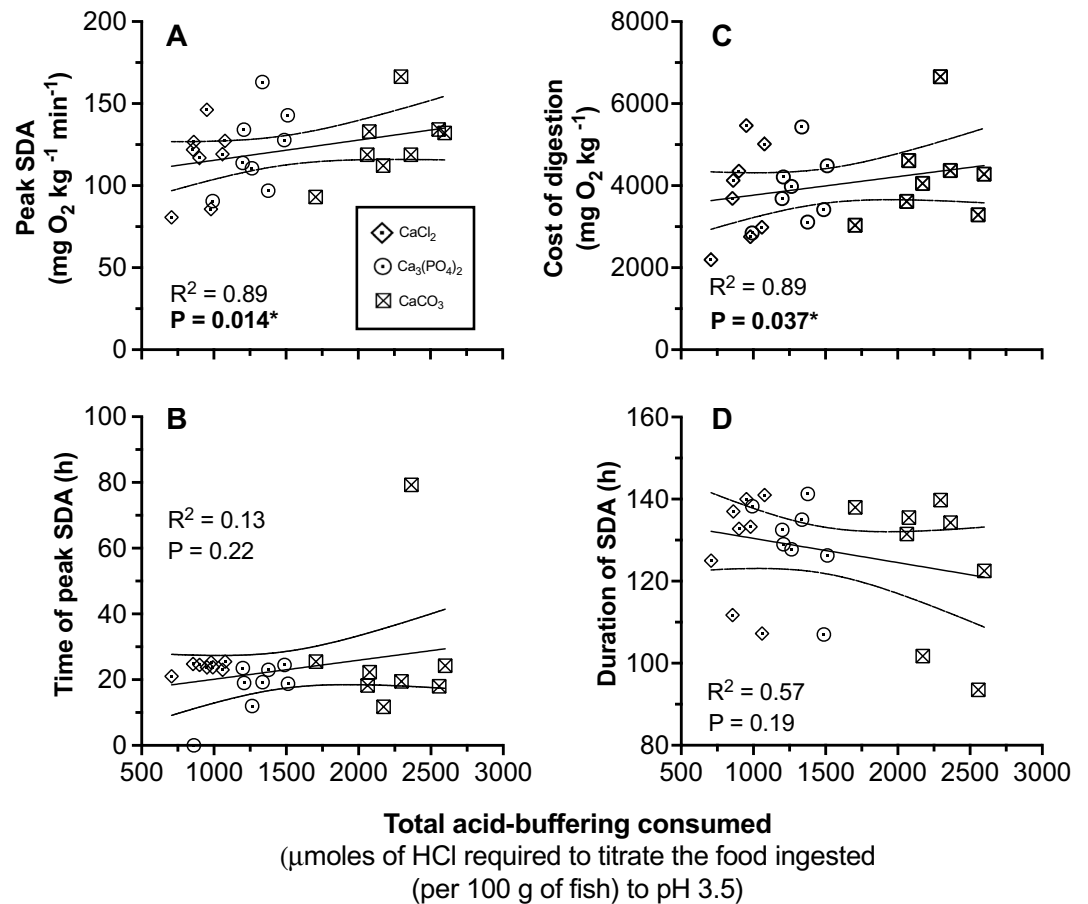 A
Peak SDA
(mg O₂ kg ⁻¹ min⁻¹)
200
150
100
50
0
R² = 0.89
P = 0.014*
CaCl₂
Ca₃(PO₄)₂
CaCO₃
C
Cost of digestion
(mg O₂ kg ⁻¹)
8000
6000
4000
2000
0
R² = 0.89
P = 0.037*
B
Time of peak SDA (h)
100
80
60
40
20
0
R² = 0.13
P = 0.22
500 1000 1500 2000 2500 3000
D
Duration of SDA (h)
160
140
120
100
80
R² = 0.57
P = 0.19
500 1000 1500 2000 2500 3000
Total acid-buffering consumed
(μmoles of HCl required to titrate the food ingested
(per 100 g of fish) to pH 3.5)